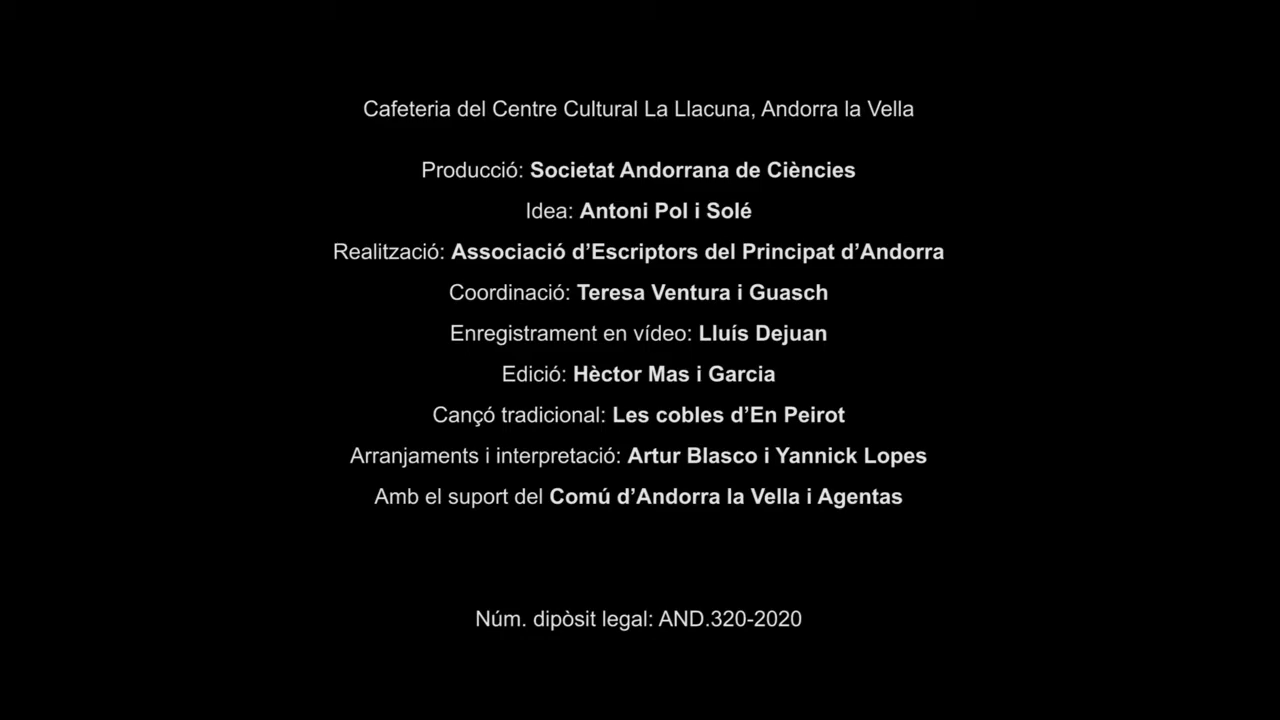 Cafeteria del Centre Cultural La Llacuna, Andorra la Vella
Producció: Societat Andorrana de Ciències
Idea: Antoni Pol i Solé
Realització: Associació d’Escriptors del Principat d’Andorra
Coordinació: Teresa Ventura i Guasch
Enregistrament en vídeo: Lluís Dejuan
Edició: Hèctor Mas i Garcia
Cançó tradicional: Les cobles d’En Peirot
Arranjaments i interpretació: Artur Blasco i Yannick Lopes
Amb el suport del Comú d’Andorra la Vella i Agentas
Núm. dipòsit legal: AND.320-2020